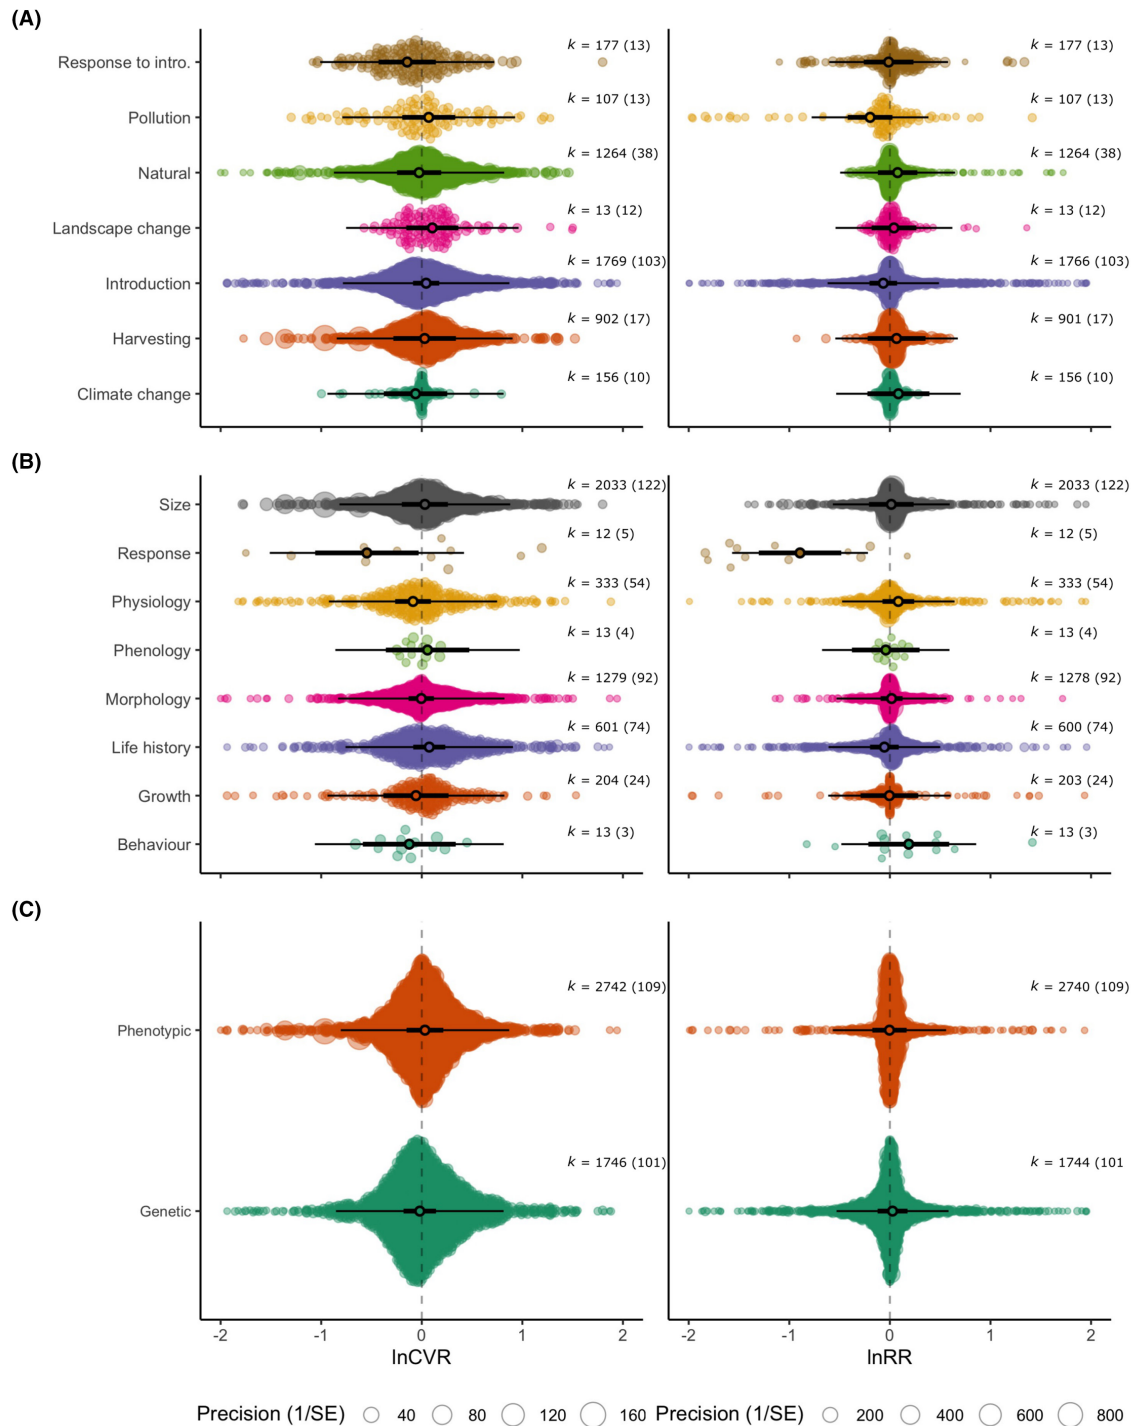 (A)
Response to intro.
k = 177 (13)
k = 177 (13)
Pollution
k = 107 (13)
k = 107 (13)
Natural
k = 1264 (38)
k = 1264 (38)
Landscape change
k = 13 (12)
k = 13 (12)
Introduction
k = 1769 (103)
k = 1766 (103)
Harvesting
k = 902 (17)
k = 901 (17)
Climate change
k = 156 (10)
k = 156 (10)
(B)
Size
k = 2033 (122)
k = 2033 (122)
Response
k = 12 (5)
k = 12 (5)
Physiology
k = 333 (54)
k = 333 (54)
Phenology
k = 13 (4)
k = 13 (4)
Morphology
k = 1279 (92)
k = 1278 (92)
Life history
k = 601 (74)
k = 600 (74)
Growth
k = 204 (24)
k = 203 (24)
Behaviour
k = 13 (3)
k = 13 (3)
(C)
Phenotypic
k = 2742 (109)
k = 2740 (109)
Genetic
k = 1746 (101)
k = 1744 (101
-2 -1 0 1 2
-2 -1 0 1 2
lnCVR
lnRR
Precision (1/SE) 40 80 120 160
Precision (1/SE) 200 400 600 800